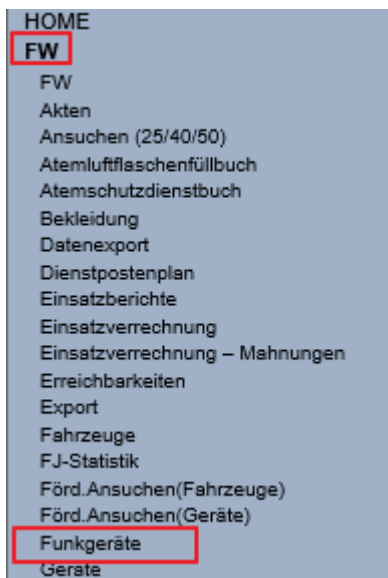 HOME
FW
FW
Akten
Ansuchen (25/40/50)
Atemluftflaschenfüllbuch
Atemschutzdienstbuch
Bekleidung
Datenexport
Dienstpostenplan
Einsatzberichte
Einsatzverrechnung
Einsatzverrechnung – Mahnungen
Erreichbarkeiten
Export
Fahrzeuge
FJ-Statistik
Förd.Ansuchen(Fahrzeuge)
Förd.Ansuchen(Geräte)
Funkgeräte
Geräte